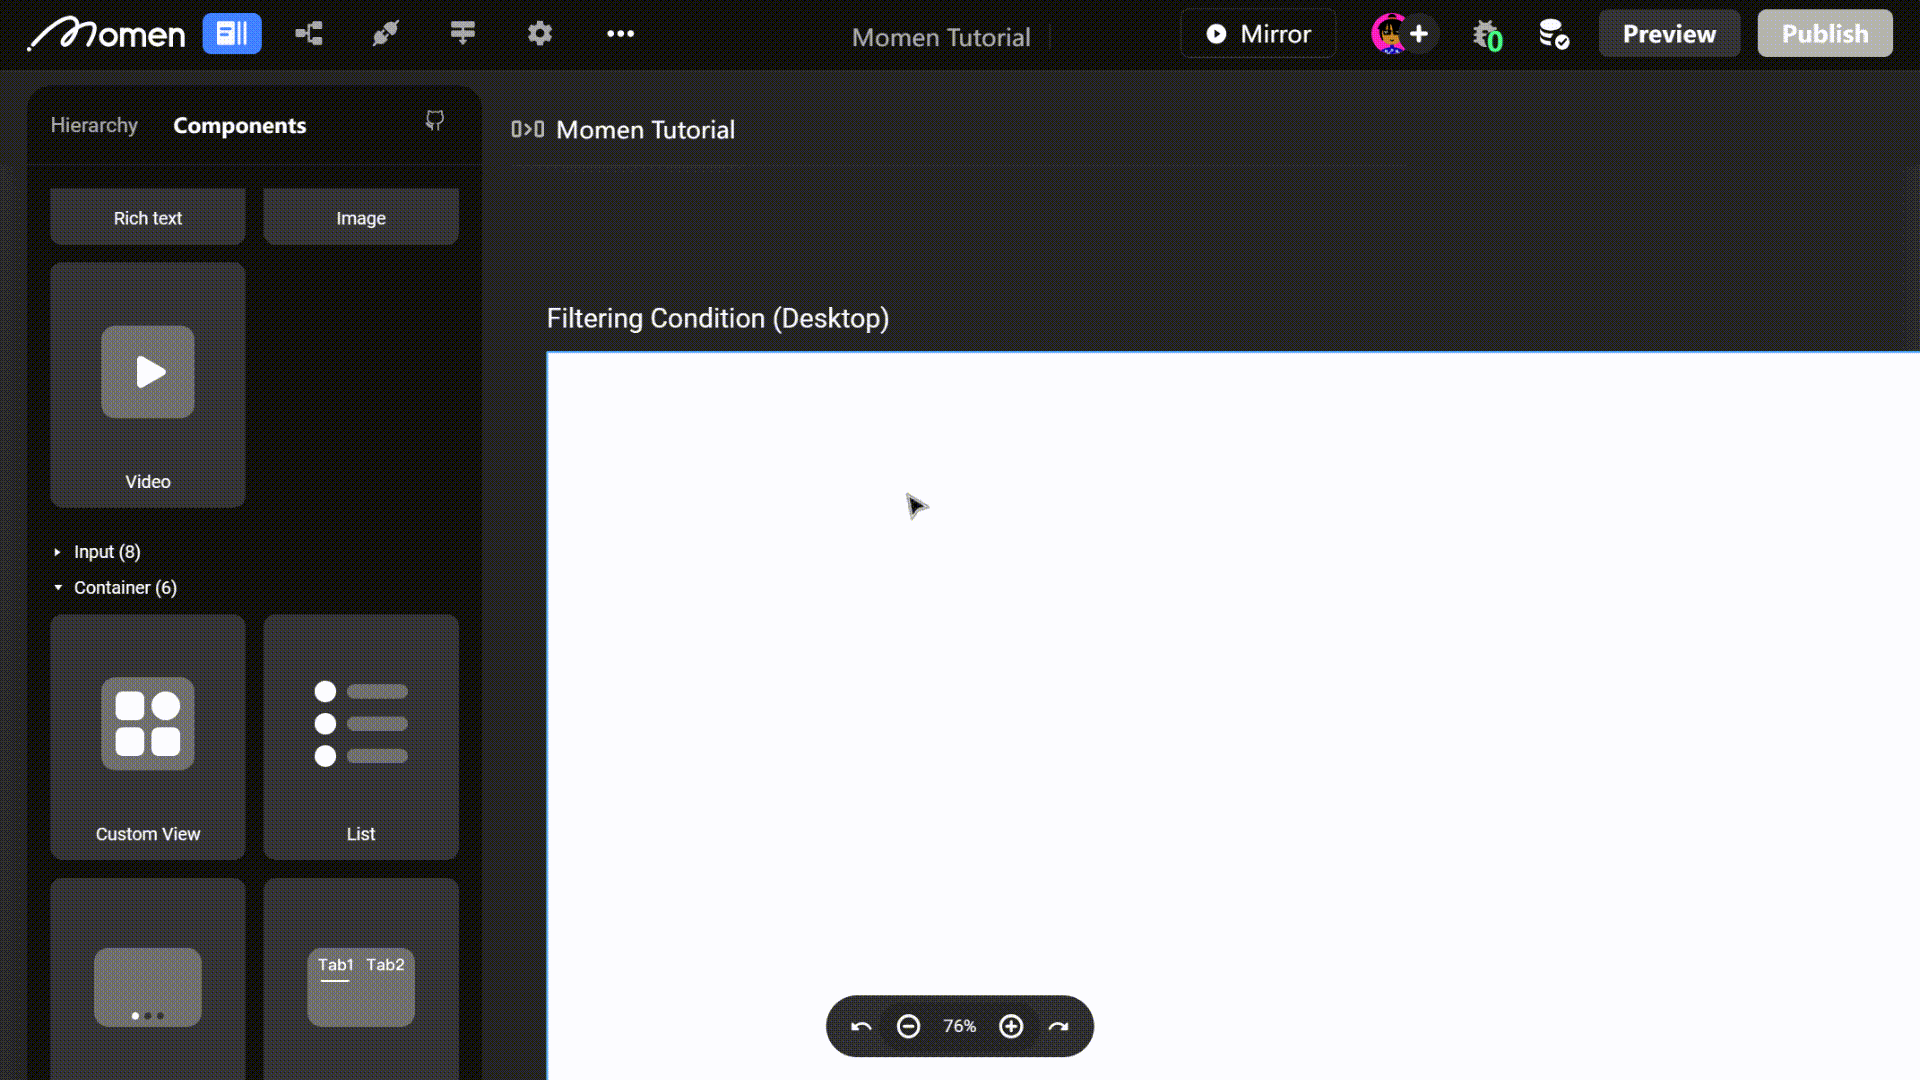 Momen
Momen Tutorial
Mirror
0
Preview
Publish
Hierarchy
Components
Momen Tutorial
Rich text
Image
Filtering Condition (Desktop)
Video
Input (8)
Container (6)
Custom View
List
Tab1 Tab2
76%